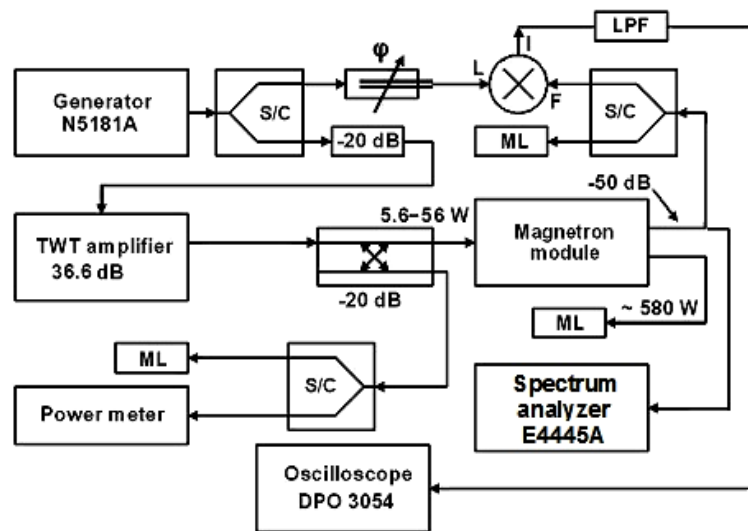 LPF
I
φ
L
Generator
N5181A
S/C
F
S/C
-20 dB
ML
-50 dB
5.6–56 W
TWT amplifier
36.6 dB
Magnetron
module
-20 dB
~ 580 W
ML
ML
S/C
Power meter
Spectrum
analyzer
E4445A
Oscilloscope
DPO 3054